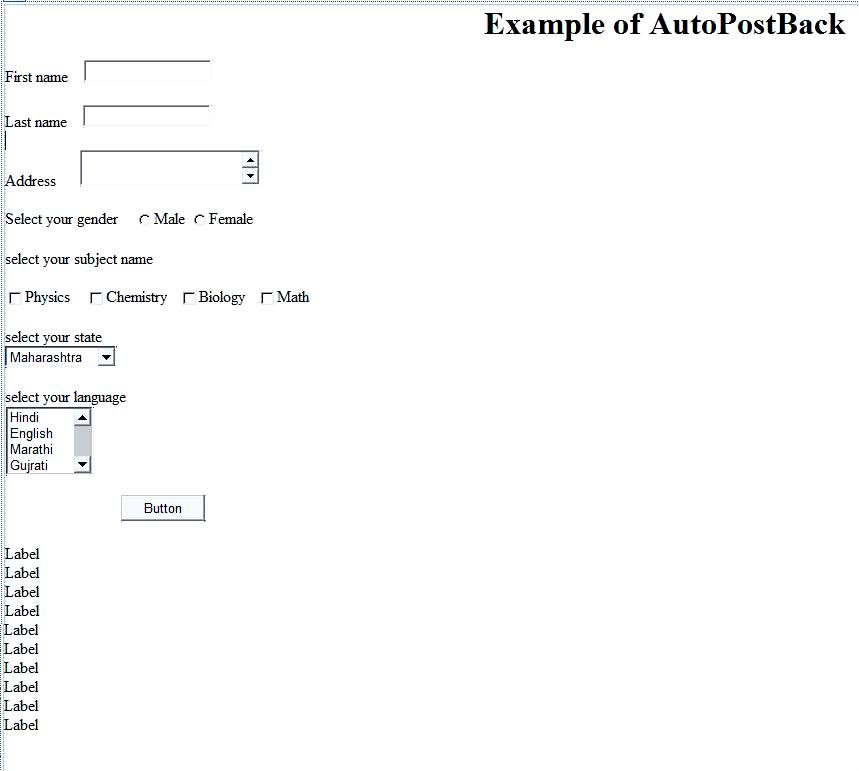 Example of AutoPostBack
First name
Last name
Address
Select your gender Male Female
select your subject name
Physics Chemistry Biology Math
select your state
Maharashtra
select your language
Hindi
English
Marathi
Gujrati
Button
Label
Label
Label
Label
Label
Label
Label
Label
Label
Label